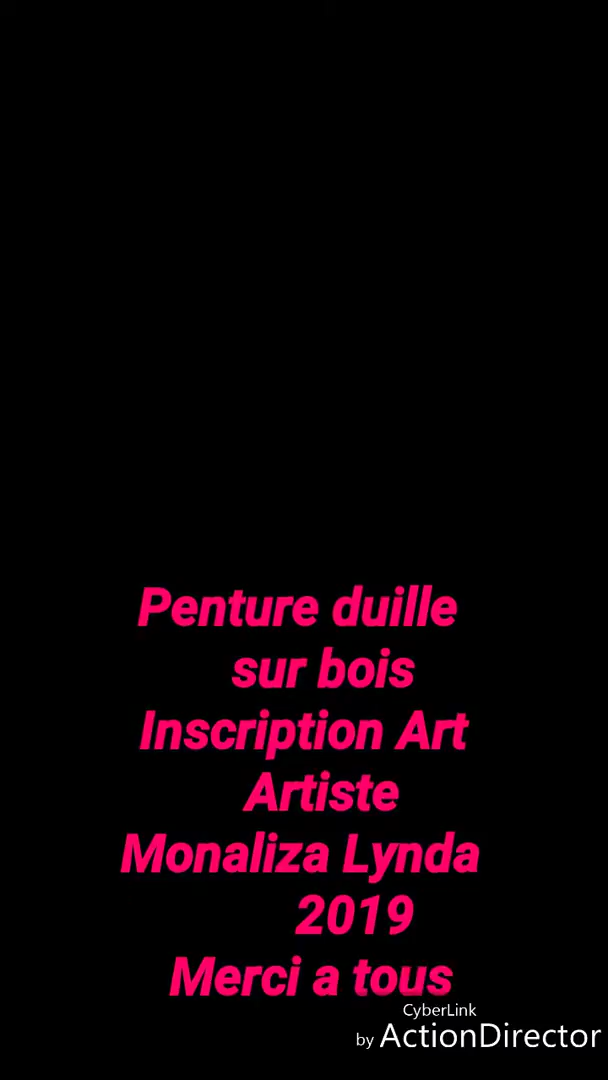 Penture duille
sur bois
Inscription Art
Artiste
Monaliza Lynda
2019
Merci a tous
CyberLink
by ActionDirector